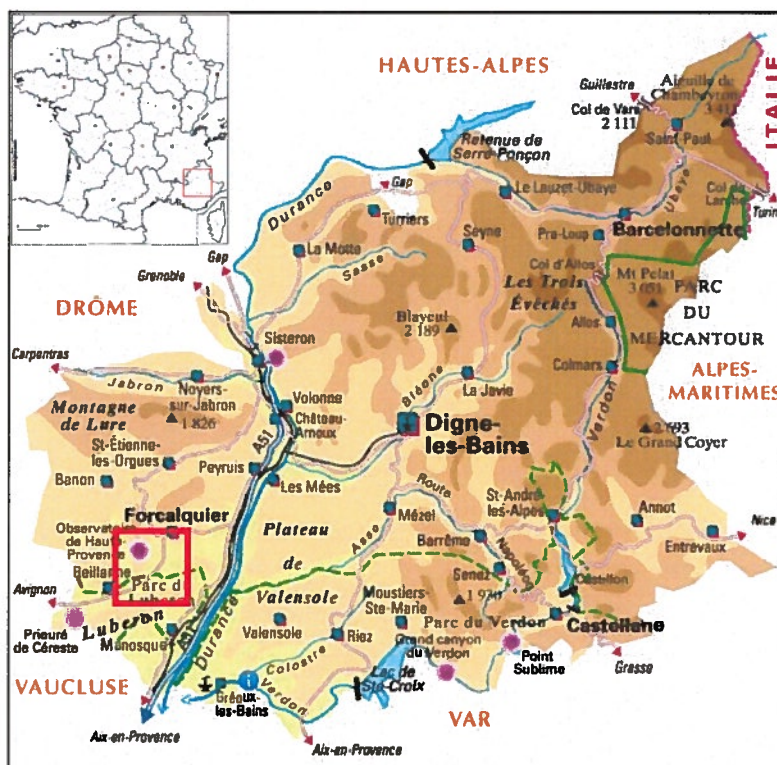 HAUTES-ALPES
Guillestre
Aiguille de
Chambeyron
3 411
Col de Vars
2 111
ITALIE
Saint-Paul
Retenue de
Serre-Ponçon
Gap
Durance
Le Lauzet-Ubaye
Ubaye
Col de
Larche
Turin
Turriers
Seyne
Pra-Loup
Barcelonnette
La Motte
Sasse
Col d'Allos
Gap
Grenoble
Les Trois
Évêchés
Mt Pelat
3 051
PARC
DU
MERCANTOUR
DRÔME
Blayeul
2 189
Allos
Sisteron
Colmars
ALPES-
MARITIMES
Carpentras
Jabron
Noyers-
sur-Jabron
Bléone
La Javie
Verdon
Volonne
Château-
Arnoux
Montagne
de Lure
1 826
A51
Digne-
les-Bains
2 693
Le Grand Coyer
St-Étienne-
les-Orgues
Banon
Peyruis
Les Mées
Route
Napoléon
St-André-
les-Alpes
Annot
Nice
Forcalquier
Mézel
Asse
Barrême
Entrevaux
Observatoire
de Haute-
Provence
Plateau
de
Valensole
Senez
Castillon
Reillanne
Parc d
Luberon
Avignon
Moustiers-
Ste-Marie
1 930
Parc du Verdon
Castellane
Luberon
Prieuré
de Céreste
Manosque
A51
Durance
Valensole
Riez
Grand canyon
du Verdon
Point
Sublime
Grasse
Colostre
VAUCLUSE
Verdon
Lac de
Ste-Croix
Gréoux-
les-Bains
VAR
Aix-en-Provence
Aix-en-Provence